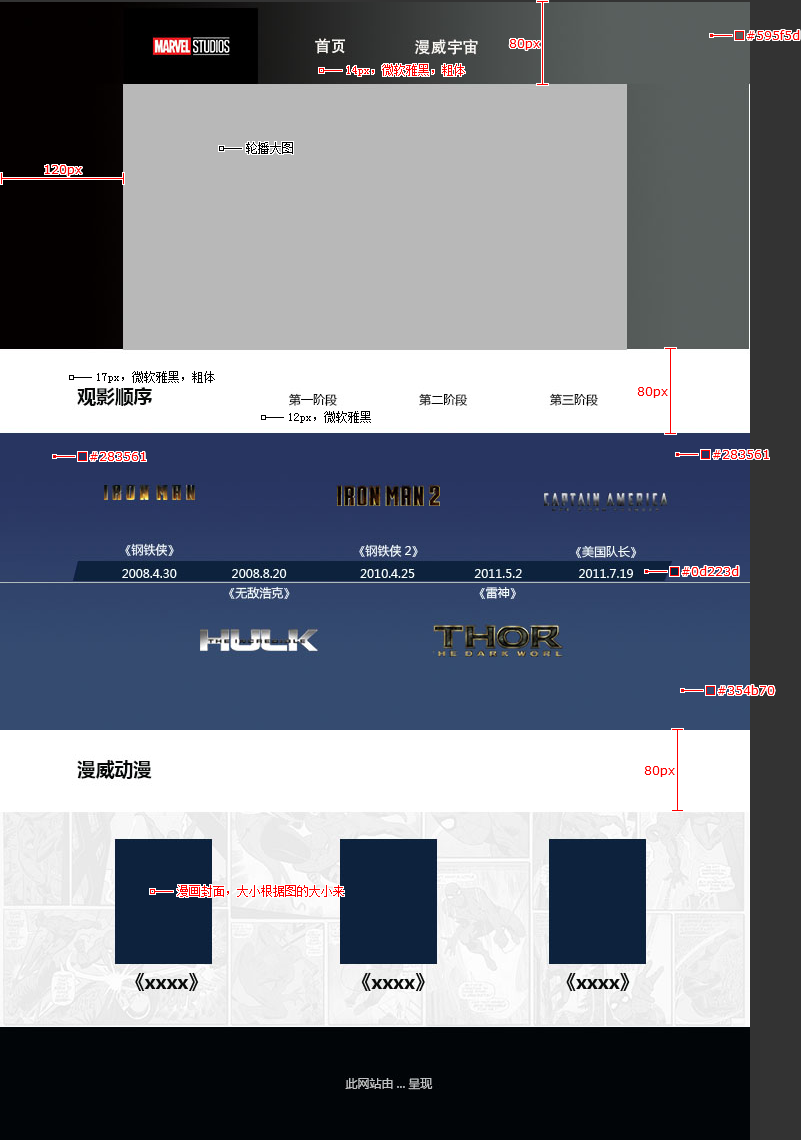 MARVEL STUDIOS
首页
漫威宇宙
80px
#595f5d
14px，微软雅黑，粗体
轮播大图
120px
17px，微软雅黑，粗体
观影顺序
第一阶段
第二阶段
第三阶段
80px
12px，微软雅黑
#283561
#283561
IRON MAN
IRON MAN 2
CAPTAIN AMERICA
《钢铁侠》
《钢铁侠 2》
《美国队长》
2008.4.30
2008.8.20
2010.4.25
2011.5.2
2011.7.19
#0d223d
《无敌浩克》
《雷神》
THE INCREDIBLE HULK
THOR
HE DARK WORL
#354b70
漫威动漫
80px
漫画封面，大小根据图的大小来
《xxxx》
《xxxx》
《xxxx》
此网站由 ... 呈现